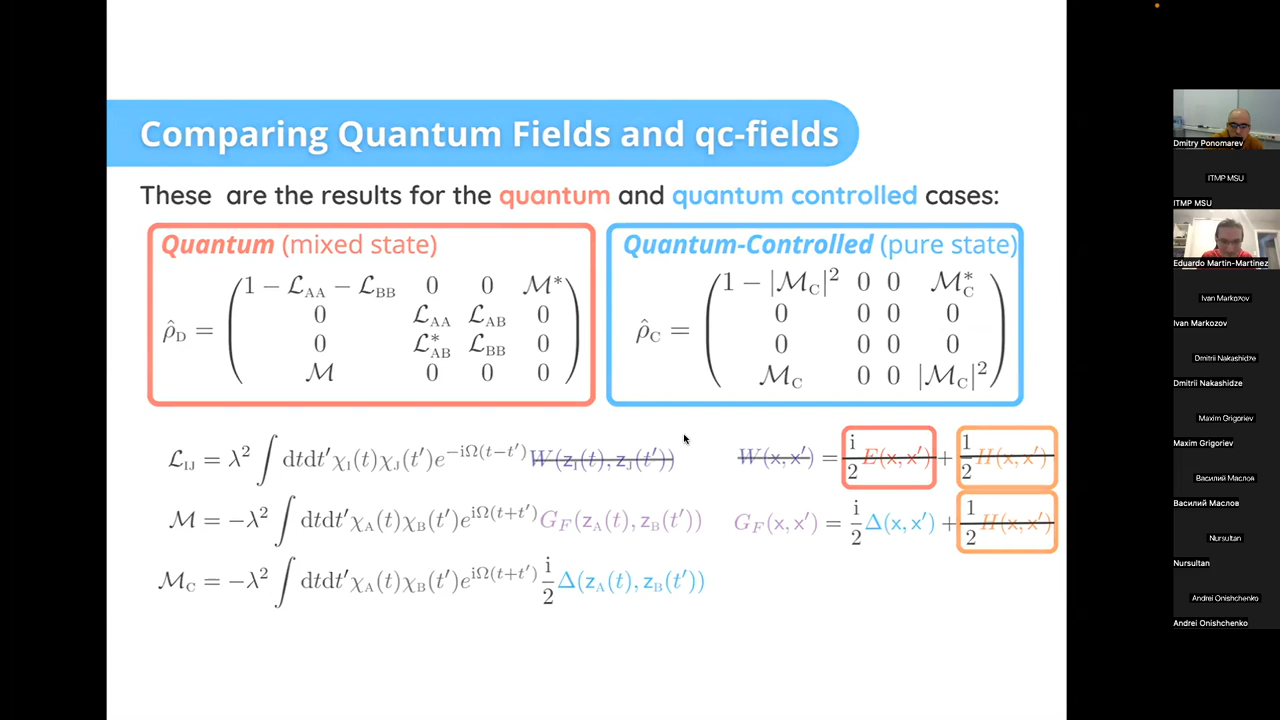 Comparing Quantum Fields and qc-fields
These are the results for the quantum and quantum controlled cases:
Quantum (mixed state)
ρ̂_D = ( 1 − ℒ_AA − ℒ_BB 0 0 ℳ*
0 ℒ_AA ℒ_AB 0
0 ℒ*_AB ℒ_BB 0
ℳ 0 0 0 )
Quantum-Controlled (pure state)
ρ̂_C = ( 1 − |ℳ_C|² 0 0 ℳ*_C
0 0 0 0
0 0 0 0
ℳ_C 0 0 |ℳ_C|² )
ℒ_IJ = λ² ∫ dtdt′χ_I(t)χ_J(t′)e^{−iΩ(t−t′)}W(z_I(t), z_J(t′))
W(x, x′) = i/2 E(x, x′) + 1/2 H(x, x′)
ℳ = −λ² ∫ dtdt′χ_A(t)χ_B(t′)e^{iΩ(t+t′)}G_F(z_A(t), z_B(t′))
G_F(x, x′) = i/2 Δ(x, x′) + 1/2 H(x, x′)
ℳ_C = −λ² ∫ dtdt′χ_A(t)χ_B(t′)e^{iΩ(t+t′)} i/2 Δ(z_A(t), z_B(t′))
Dmitry Ponomarev
ITMP MSU
ITMP MSU
Eduardo Martin-Martinez
Ivan Markozov
Ivan Markozov
Dmitrii Nakashidze
Dmitrii Nakashidze
Maxim Grigoriev
Maxim Grigoriev
Василий Маслов
Василий Маслов
Nursultan
Nursultan
Andrei Onishchenko
Andrei Onishchenko